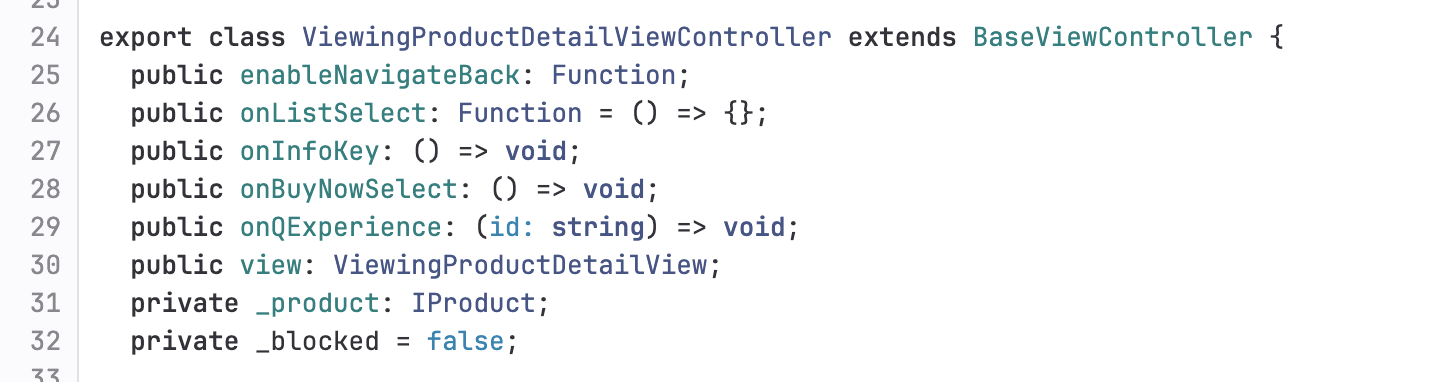 23
24 export class ViewingProductDetailViewController extends BaseViewController {
25 public enableNavigateBack: Function;
26 public onListSelect: Function = () => {};
27 public onInfoKey: () => void;
28 public onBuyNowSelect: () => void;
29 public onQExperience: (id: string) => void;
30 public view: ViewingProductDetailView;
31 private _product: IProduct;
32 private _blocked = false;
33